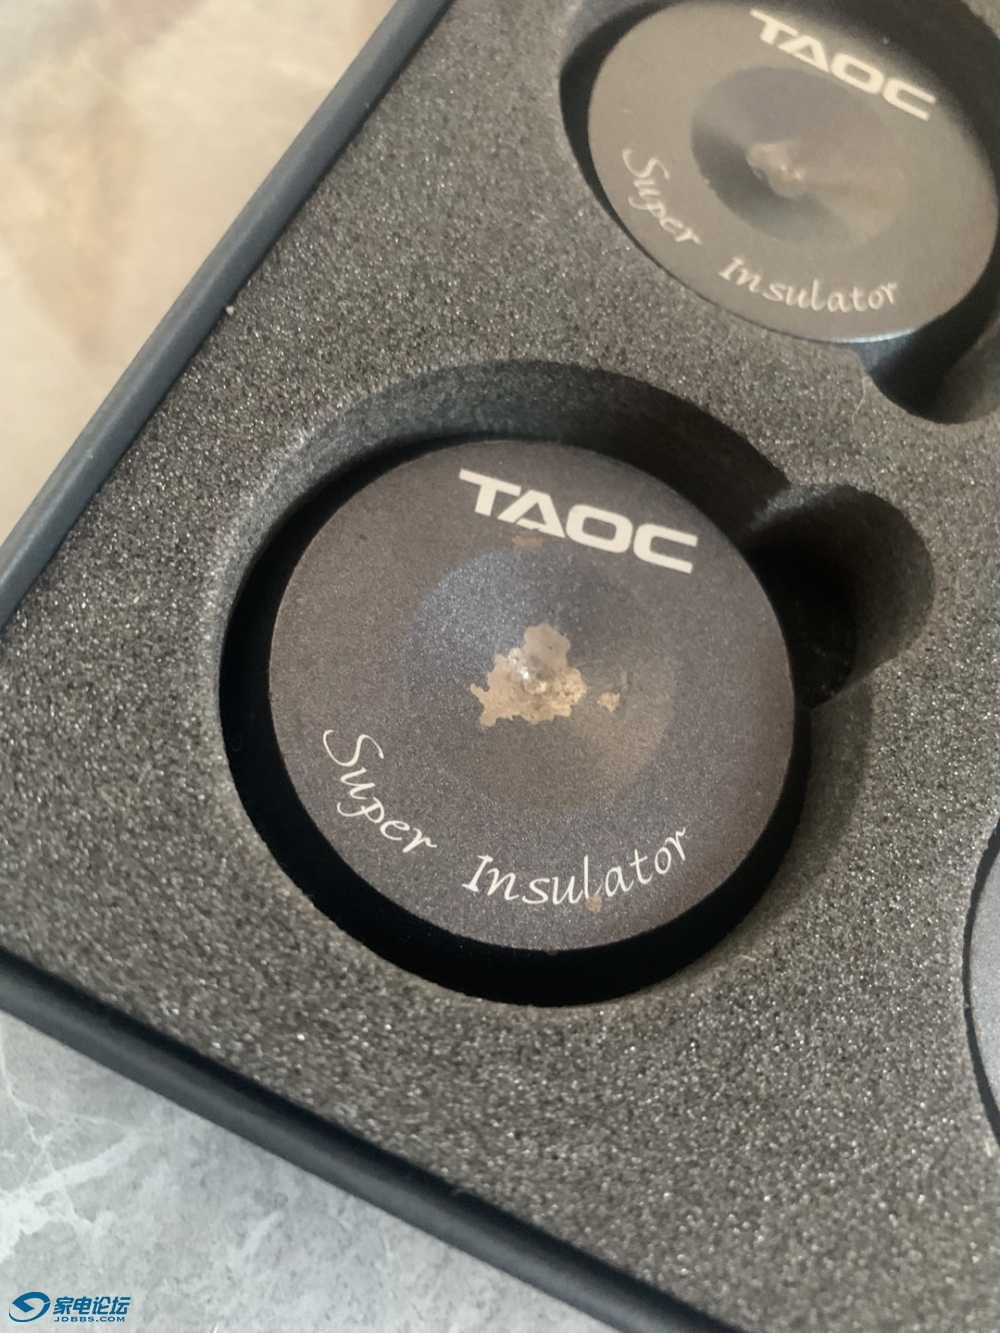 TAOC
Super Insulator
TAOC
Super Insulator
家电论坛
JDBBS.COM